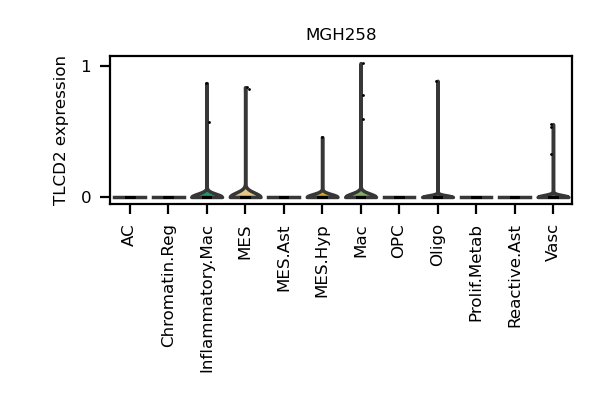 MGH258
TLCD2 expression
1
0
AC
Chromatin.Reg
Inflammatory.Mac
MES
MES.Ast
MES.Hyp
Mac
OPC
Oligo
Prolif.Metab
Reactive.Ast
Vasc